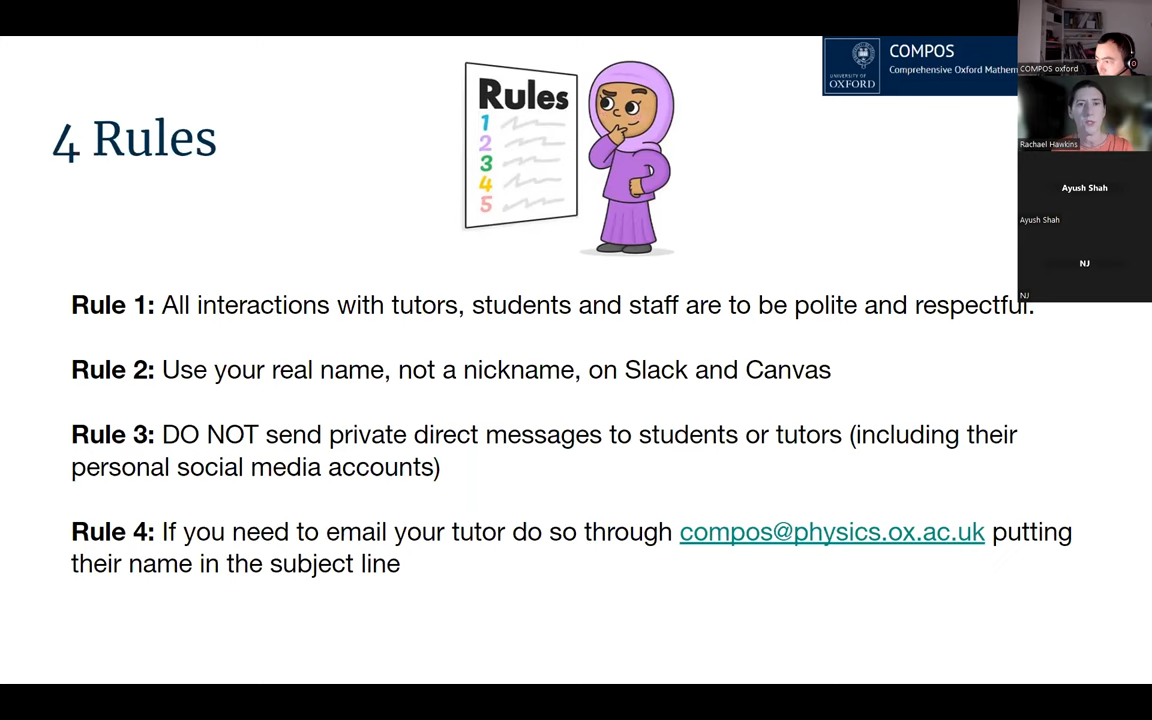 COMPOS
Comprehensive Oxford Mathem
UNIVERSITY OF
OXFORD
4 Rules
Rules
1
2
3
4
5
COMPOS oxford
Rachael Hawkins
Ayush Shah
Ayush Shah
NJ
NJ
Rule 1: All interactions with tutors, students and staff are to be polite and respectful.
Rule 2: Use your real name, not a nickname, on Slack and Canvas
Rule 3: DO NOT send private direct messages to students or tutors (including their
personal social media accounts)
Rule 4: If you need to email your tutor do so through compos@physics.ox.ac.uk putting
their name in the subject line